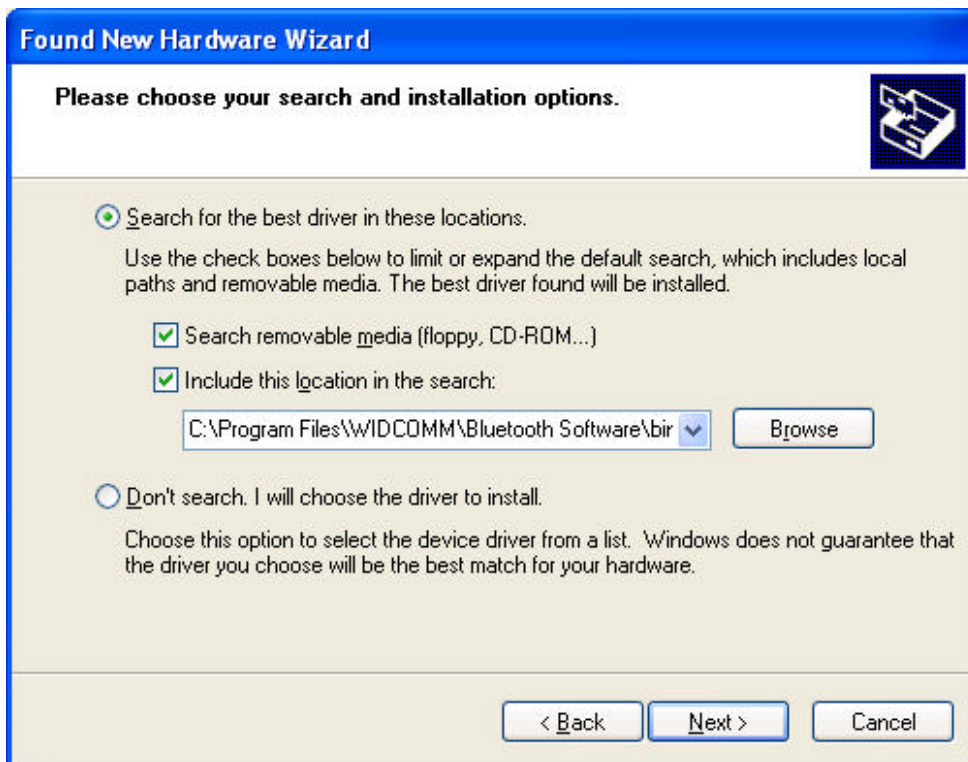 Found New Hardware Wizard
Please choose your search and installation options.
Search for the best driver in these locations.
Use the check boxes below to limit or expand the default search, which includes local
paths and removable media. The best driver found will be installed.
Search removable media (floppy, CD-ROM...)
Include this location in the search:
C:\Program Files\WIDCOMM\Bluetooth Software\bir
Browse
Don't search. I will choose the driver to install.
Choose this option to select the device driver from a list. Windows does not guarantee that
the driver you choose will be the best match for your hardware.
< Back
Next >
Cancel